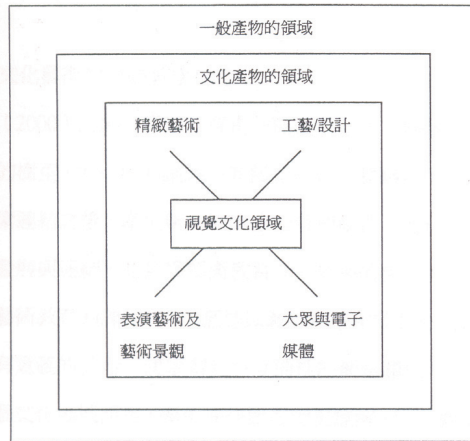 一般產物的領域
文化產物的領域
精緻藝術
工藝/設計
視覺文化領域
表演藝術及
藝術景觀
大眾與電子
媒體